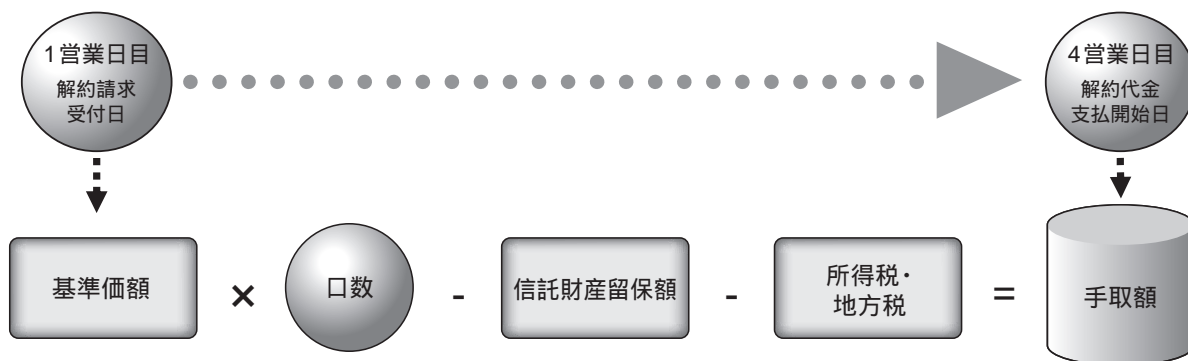 1営業日目
解約請求
受付日
4営業日目
解約代金
支払開始日
基準価額
×
口数
-
信託財産留保額
-
所得税・
地方税
=
手取額